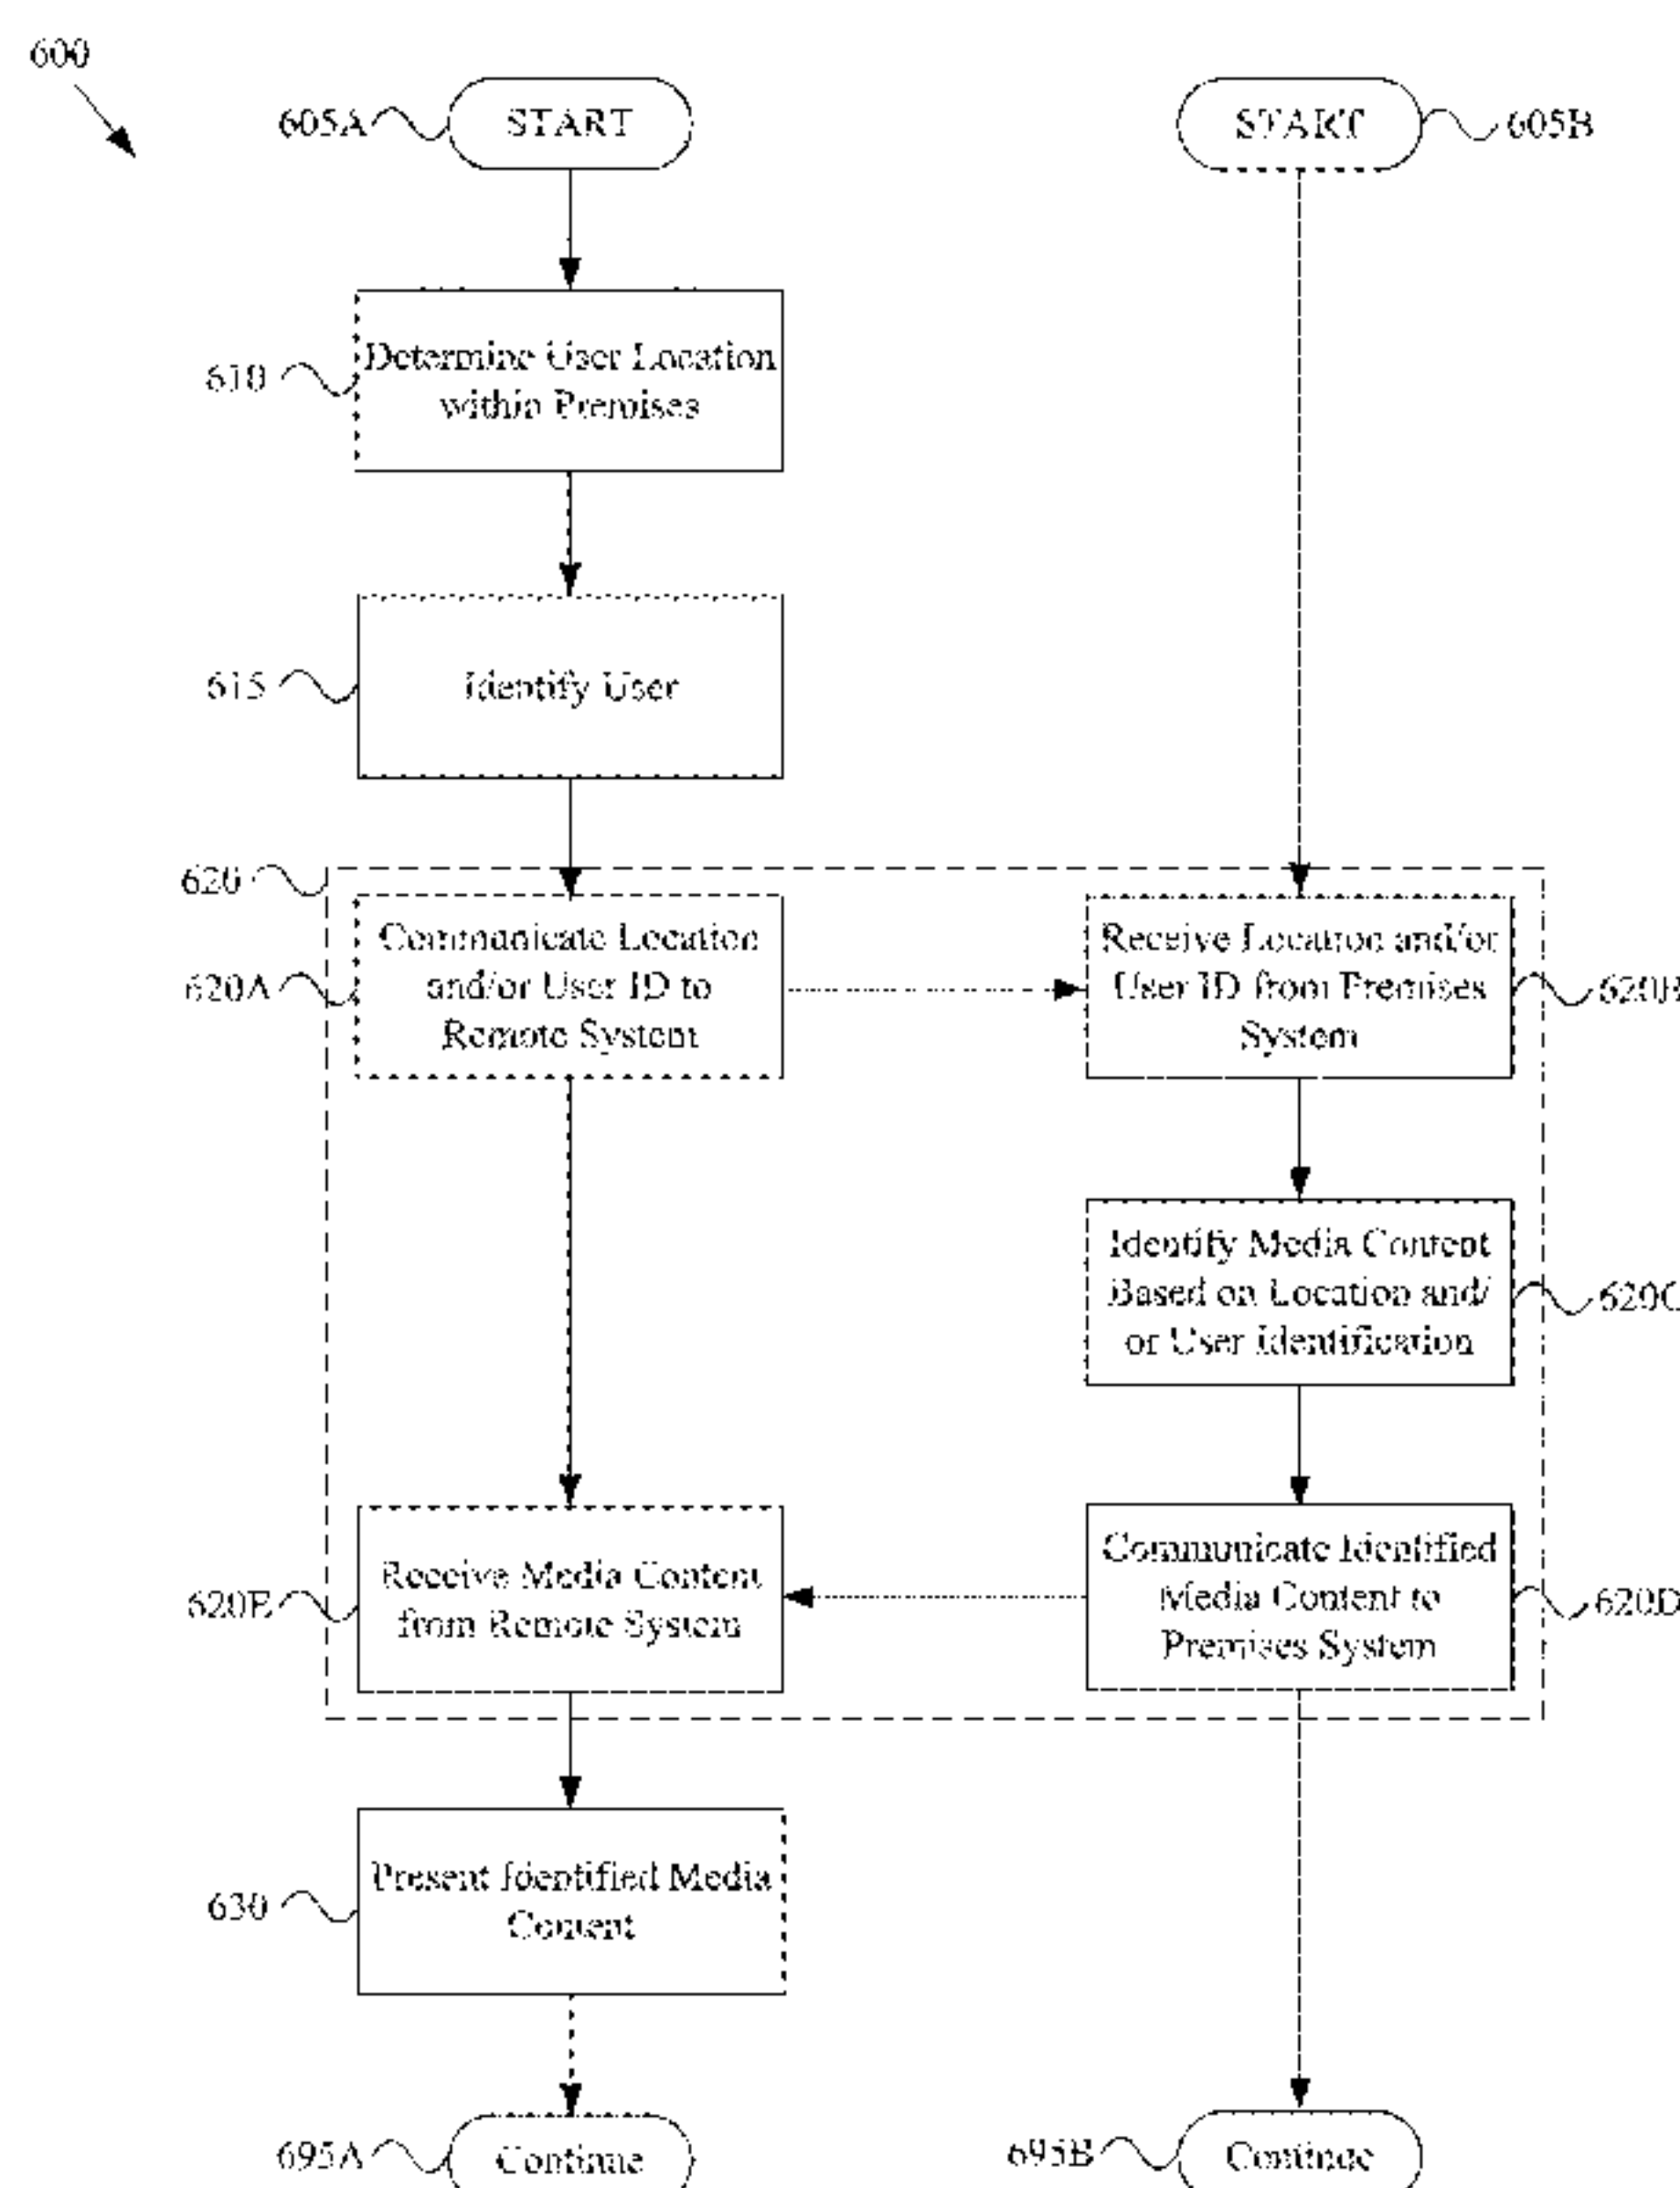 600
605A
START
START
605B
610
Determine User Location
within Premises
615
Identify User
620
620A
Communicate Location
and/or User ID to
Remote System
Receive Location and/or
User ID from Premises
System
620B
Identify Media Content
Based on Location and/
or User Identification
620C
620E
Receive Media Content
from Remote System
Communicate Identified
Media Content to
Premises System
620D
630
Present Identified Media
Content
695A
Continue
695B
Continue